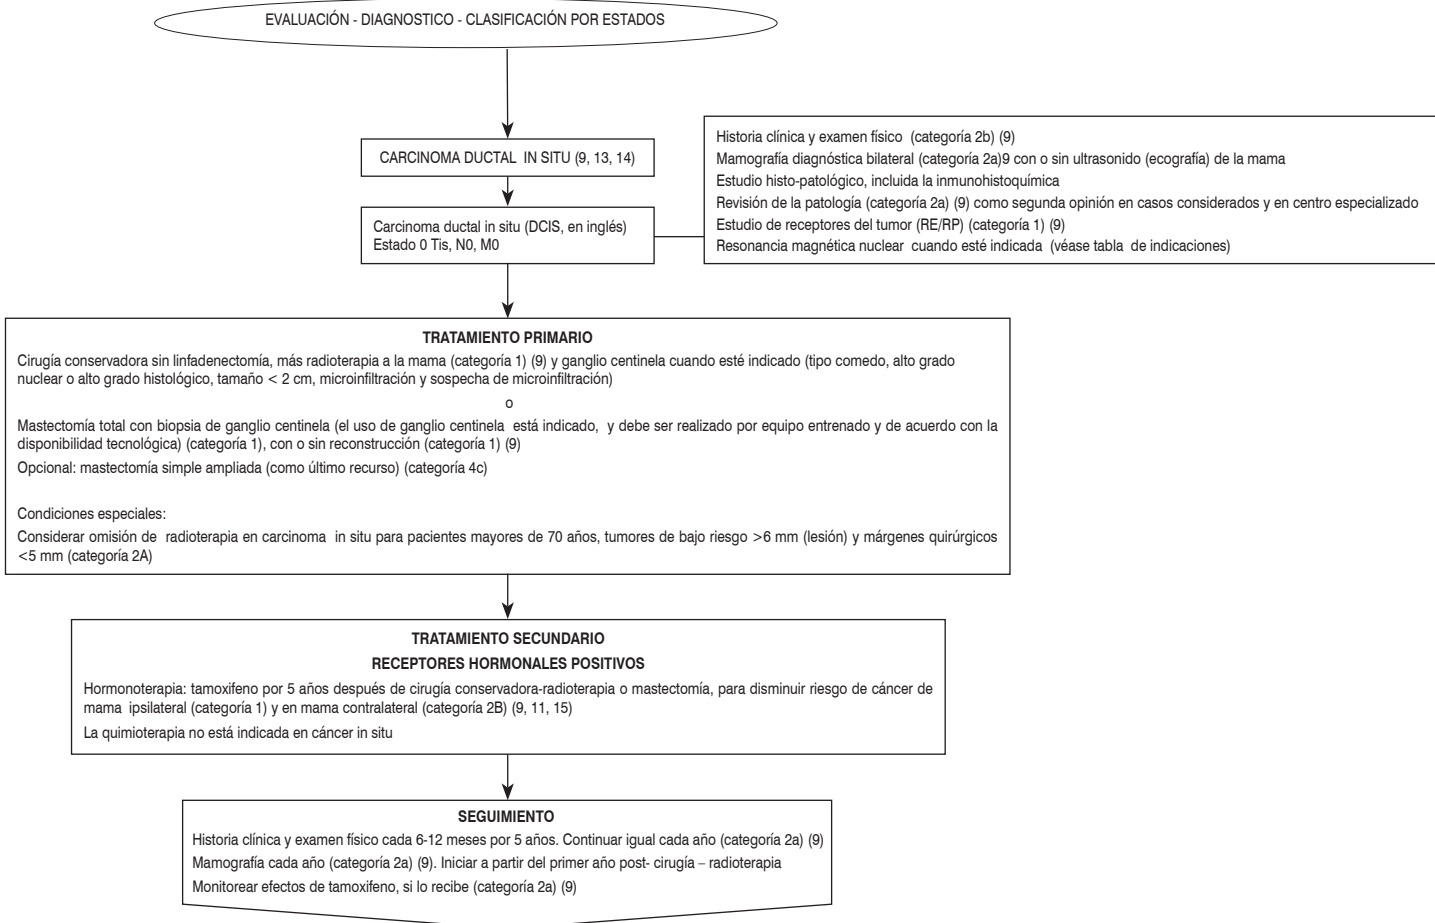 EVALUACIÓN - DIAGNOSTICO - CLASIFICACIÓN POR ESTADOS
CARCINOMA DUCTAL IN SITU (9, 13, 14)
Carcinoma ductal in situ (DCIS, en inglés)
Estado 0 Tis, N0, M0
Historia clínica y examen físico (categoría 2b) (9)
Mamografía diagnóstica bilateral (categoría 2a)9 con o sin ultrasonido (ecografía) de la mama
Estudio histo-patológico, incluida la inmunohistoquímica
Revisión de la patología (categoría 2a) (9) como segunda opinión en casos considerados y en centro especializado
Estudio de receptores del tumor (RE/RP) (categoría 1) (9)
Resonancia magnética nuclear cuando esté indicada (véase tabla de indicaciones)
TRATAMIENTO PRIMARIO
Cirugía conservadora sin linfadenectomía, más radioterapia a la mama (categoría 1) (9) y ganglio centinela cuando esté indicado (tipo comedo, alto grado
nuclear o alto grado histológico, tamaño < 2 cm, microinfiltración y sospecha de microinfiltración)
o
Mastectomía total con biopsia de ganglio centinela (el uso de ganglio centinela está indicado, y debe ser realizado por equipo entrenado y de acuerdo con la
disponibilidad tecnológica) (categoría 1), con o sin reconstrucción (categoría 1) (9)
Opcional: mastectomía simple ampliada (como último recurso) (categoría 4c)
Condiciones especiales:
Considerar omisión de radioterapia en carcinoma in situ para pacientes mayores de 70 años, tumores de bajo riesgo >6 mm (lesión) y márgenes quirúrgicos
<5 mm (categoría 2A)
TRATAMIENTO SECUNDARIO
RECEPTORES HORMONALES POSITIVOS
Hormonoterapia: tamoxifeno por 5 años después de cirugía conservadora-radioterapia o mastectomía, para disminuir riesgo de cáncer de
mama ipsilateral (categoría 1) y en mama contralateral (categoría 2B) (9, 11, 15)
La quimioterapia no está indicada en cáncer in situ
SEGUIMIENTO
Historia clínica y examen físico cada 6-12 meses por 5 años. Continuar igual cada año (categoría 2a) (9)
Mamografía cada año (categoría 2a) (9). Iniciar a partir del primer año post- cirugía – radioterapia
Monitorear efectos de tamoxifeno, si lo recibe (categoría 2a) (9)